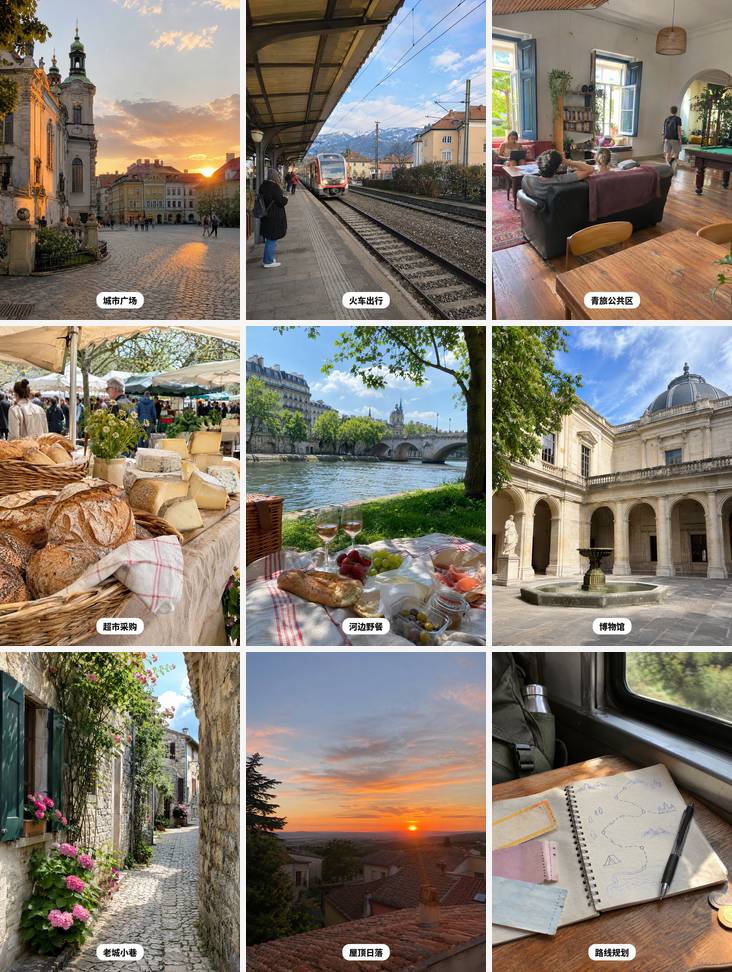 城市广场
火车出行
青旅公共区
超市采购
河边野餐
博物馆
老城小巷
屋顶日落
路线规划